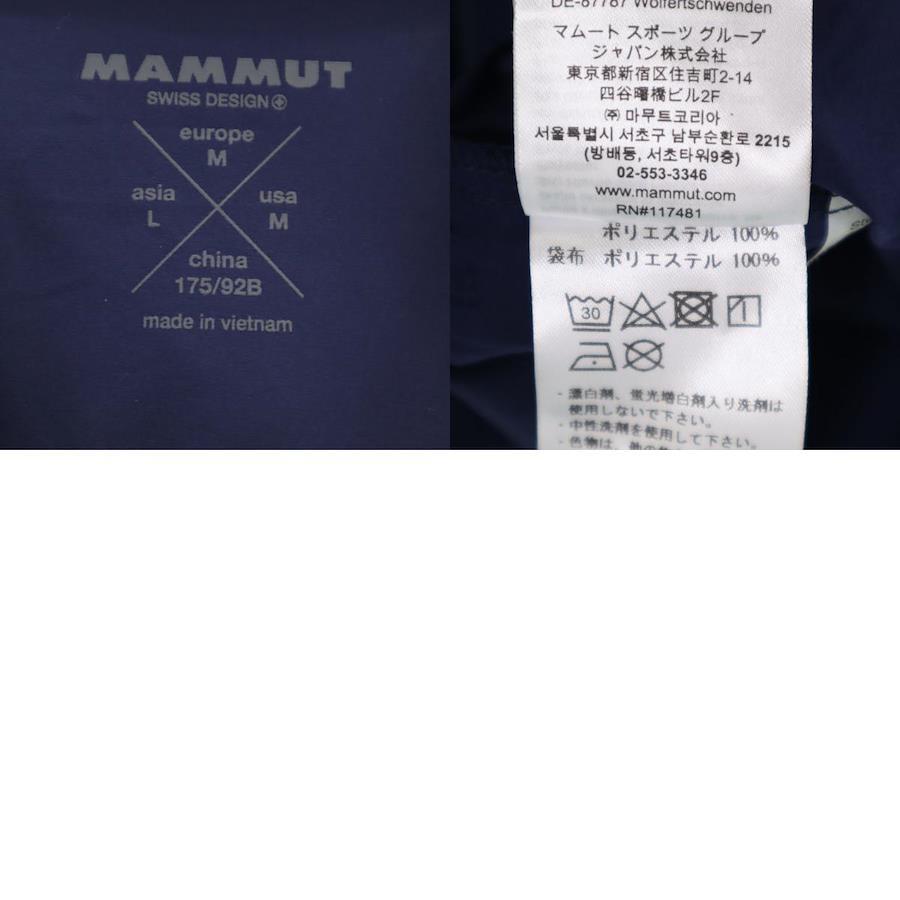 MAMMUT
SWISS DESIGN
europe
M
asia
L
usa
M
china
175/92B
made in vietnam
DE-87787 Wolfertschwenden
マムート スポーツ グループ
ジャパン株式会社
東京都新宿区住吉町2-14
四谷曙橋ビル2F
㈜ 마무트코리아
서울특별시 서초구 남부순환로 2215
(방배동, 서초타워9층)
02-553-3346
www.mammut.com
RN#117481
ポリエステル 100%
袋布 ポリエステル 100%
30
- 漂白剤、蛍光増白剤入り洗剤は
使用しないで下さい。
- 中性洗剤を使用して下さい。
- 色物は、他の